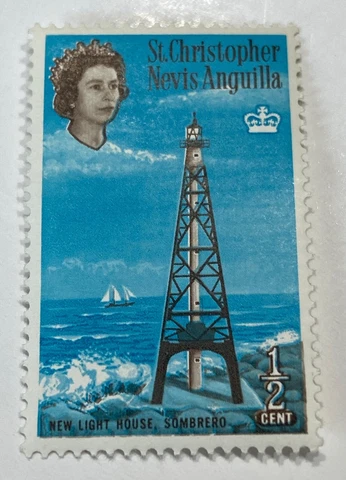 St. Christopher
Nevis Anguilla
1/2
CENT
NEW LIGHT HOUSE, SOMBRERO